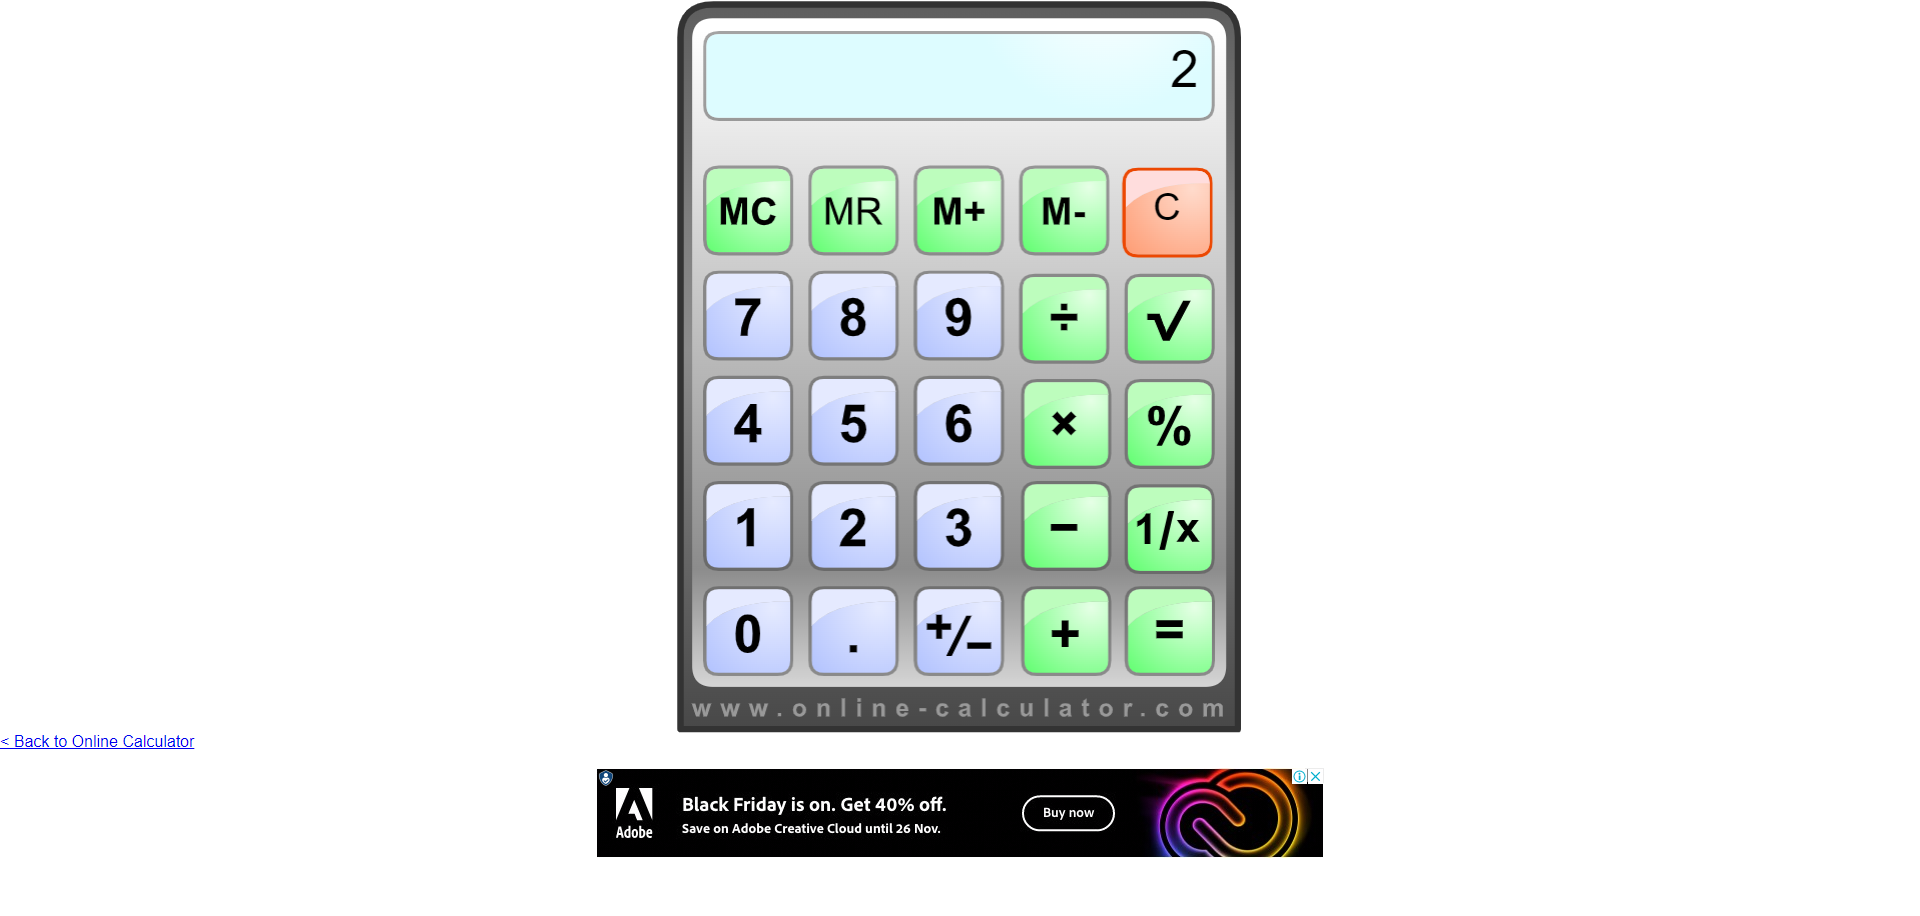 2
MC MR M+ M- C
7 8 9 ÷ √
4 5 6 × %
1 2 3 − 1/x
0 . +/− + =
www.online-calculator.com
< Back to Online Calculator
Black Friday is on. Get 40% off.
Save on Adobe Creative Cloud until 26 Nov.
Adobe
Buy now